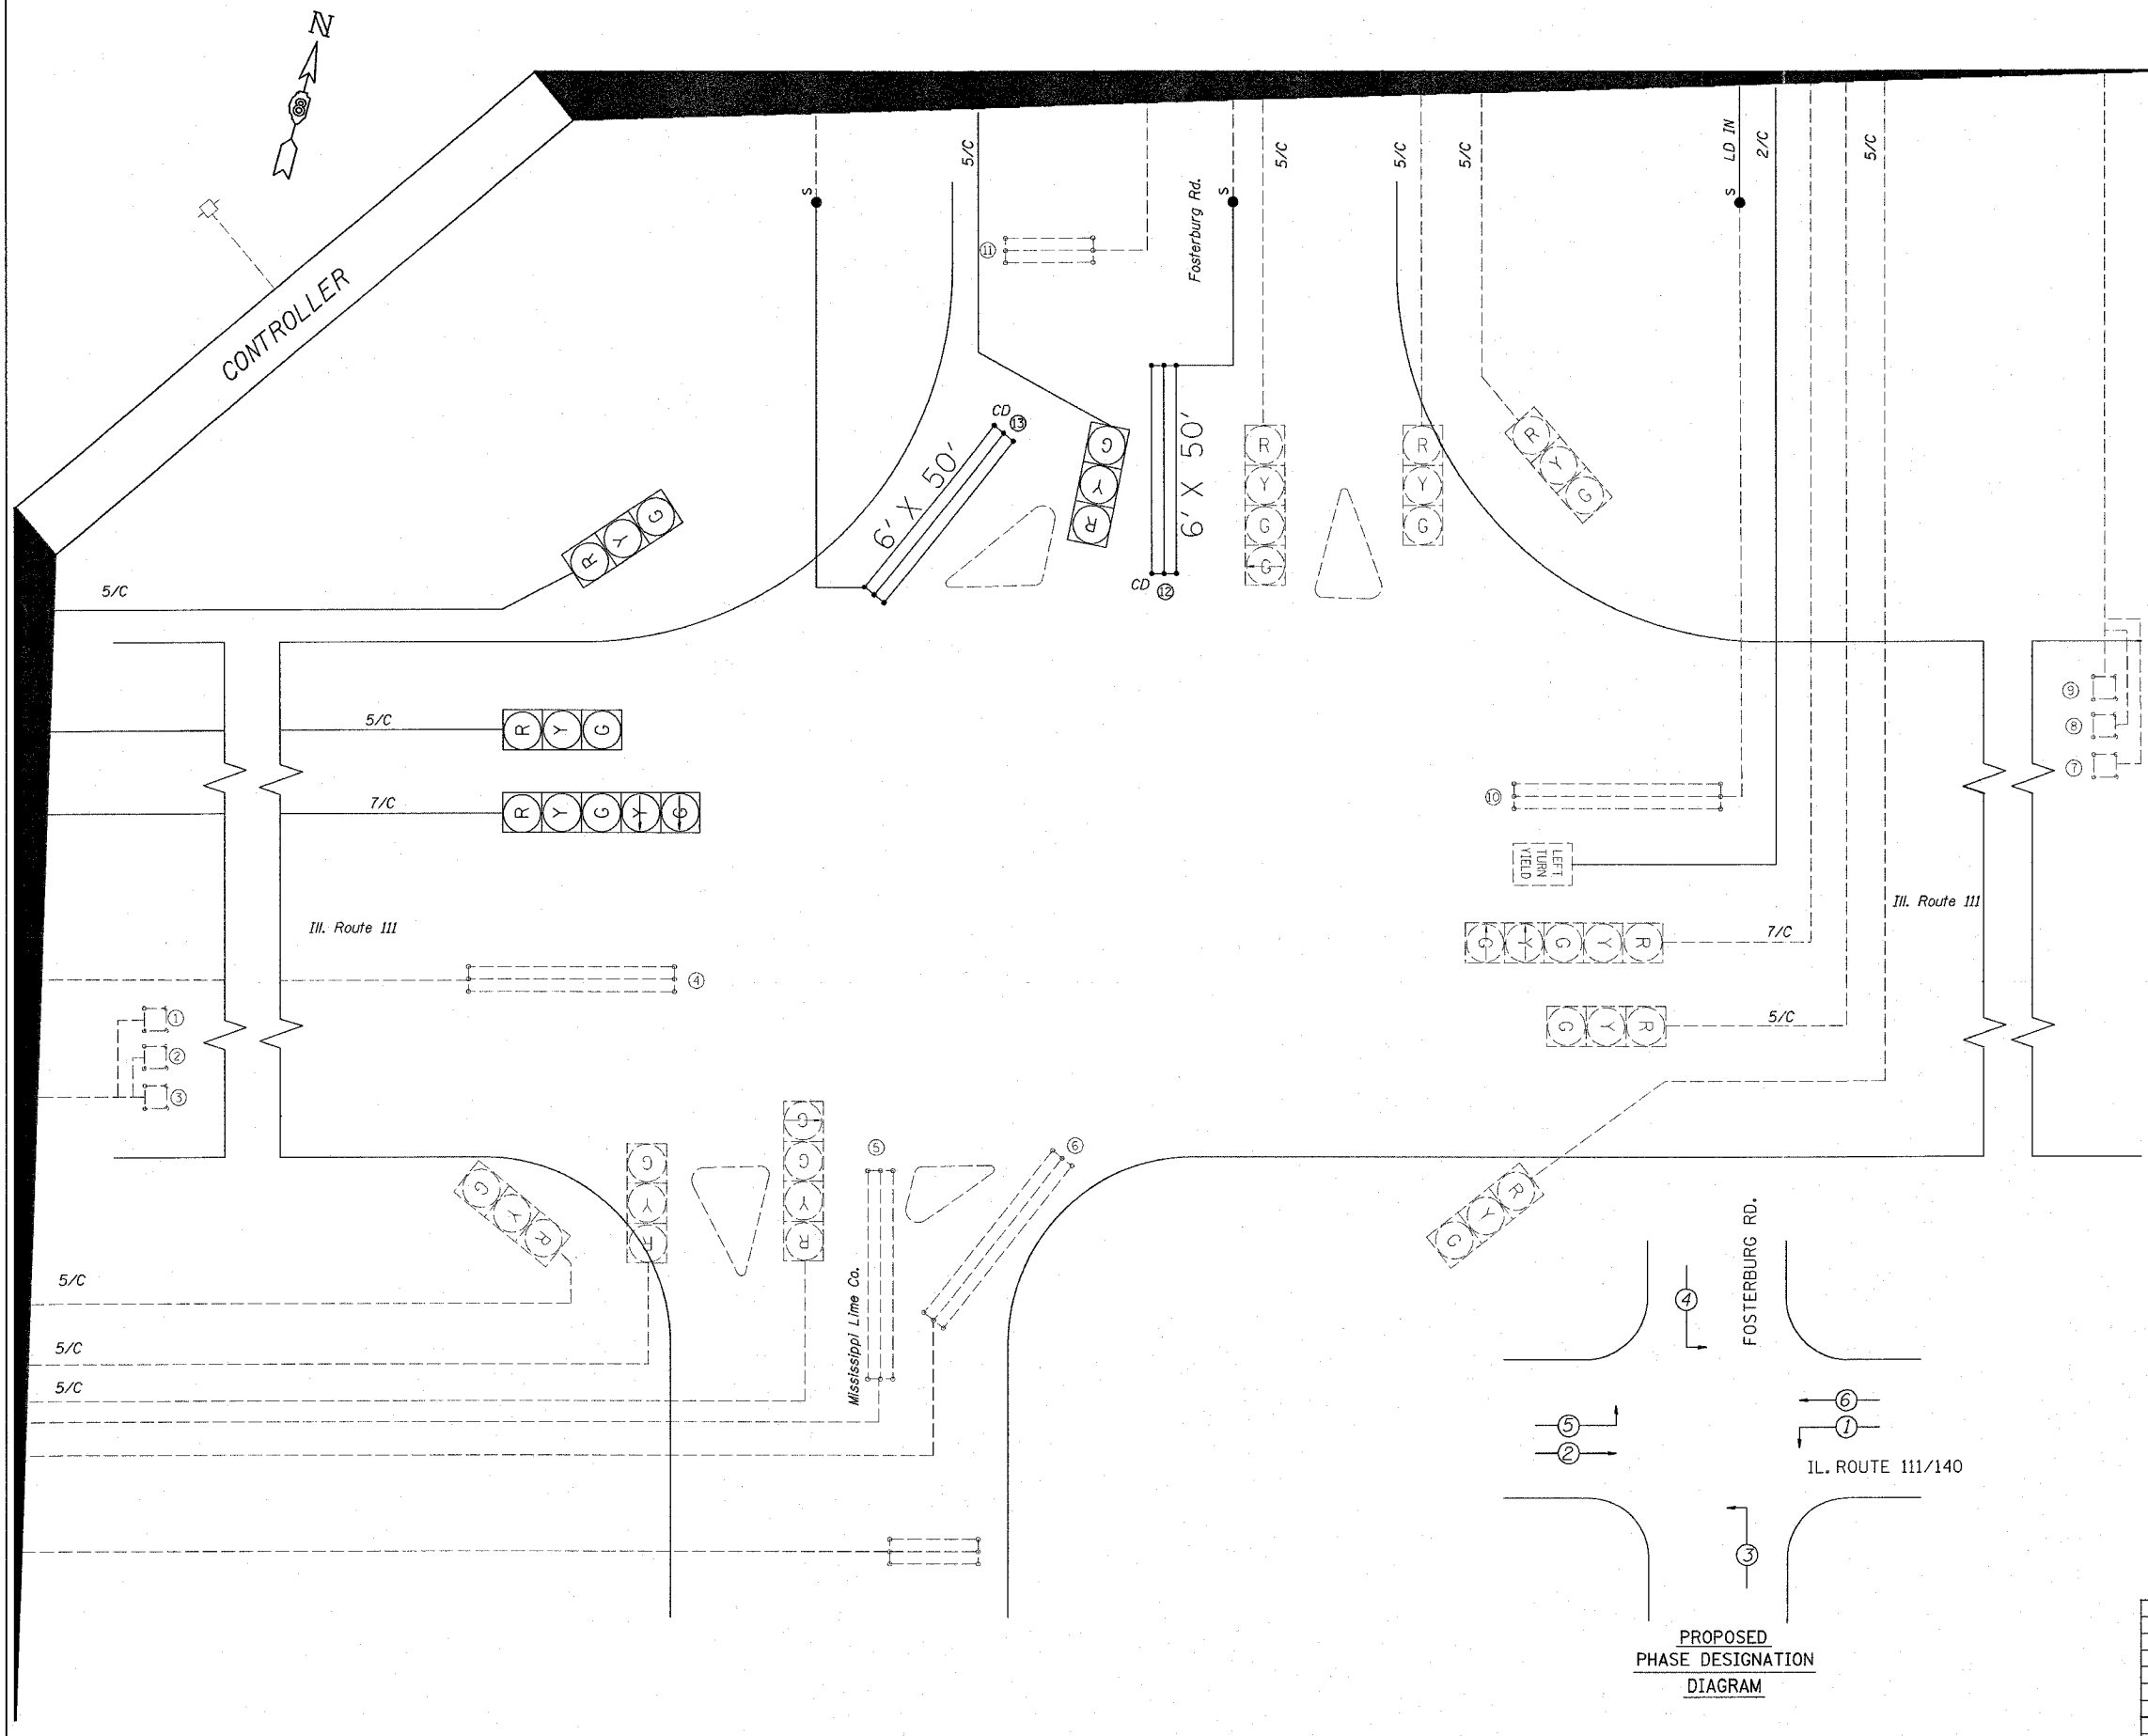 N
CONTROLLER
S
5/C
Fosterburg Rd.
S
5/C
5/C
5/C
LD IN
S
2/C
5/C
11
CD
13
6' X 50'
G
Y
R
6' X 50'
CD
12
R
Y
G
G
R
Y
G
R
Y
G
R
Y
G
5/C
5/C
R Y G
7/C
R Y G Y G
9
8
7
10
LEFT
TURN
YIELD
Ill. Route 111
Ill. Route 111
G Y G Y R
7/C
4
1
2
3
G Y R
5/C
G
Y
R
G
Y
R
G
G
Y
R
5
6
G
Y
R
5/C
5/C
5/C
Mississippi Lime Co.
FOSTERBURG RD.
4
5
2
6
1
IL. ROUTE 111/140
3
PROPOSED
PHASE DESIGNATION
DIAGRAM